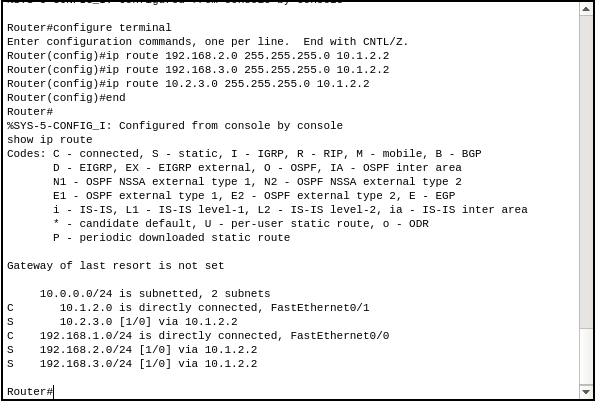 Router#configure terminal
Enter configuration commands, one per line.  End with CNTL/Z.
Router(config)#ip route 192.168.2.0 255.255.255.0 10.1.2.2
Router(config)#ip route 192.168.3.0 255.255.255.0 10.1.2.2
Router(config)#ip route 10.2.3.0 255.255.255.0 10.1.2.2
Router(config)#end
Router#
%SYS-5-CONFIG_I: Configured from console by console
show ip route
Codes: C - connected, S - static, I - IGRP, R - RIP, M - mobile, B - BGP
       D - EIGRP, EX - EIGRP external, O - OSPF, IA - OSPF inter area
       N1 - OSPF NSSA external type 1, N2 - OSPF NSSA external type 2
       E1 - OSPF external type 1, E2 - OSPF external type 2, E - EGP
       i - IS-IS, L1 - IS-IS level-1, L2 - IS-IS level-2, ia - IS-IS inter area
       * - candidate default, U - per-user static route, o - ODR
       P - periodic downloaded static route
Gateway of last resort is not set
     10.0.0.0/24 is subnetted, 2 subnets
C       10.1.2.0 is directly connected, FastEthernet0/1
S       10.2.3.0 [1/0] via 10.1.2.2
C    192.168.1.0/24 is directly connected, FastEthernet0/0
S    192.168.2.0/24 [1/0] via 10.1.2.2
S    192.168.3.0/24 [1/0] via 10.1.2.2
Router#